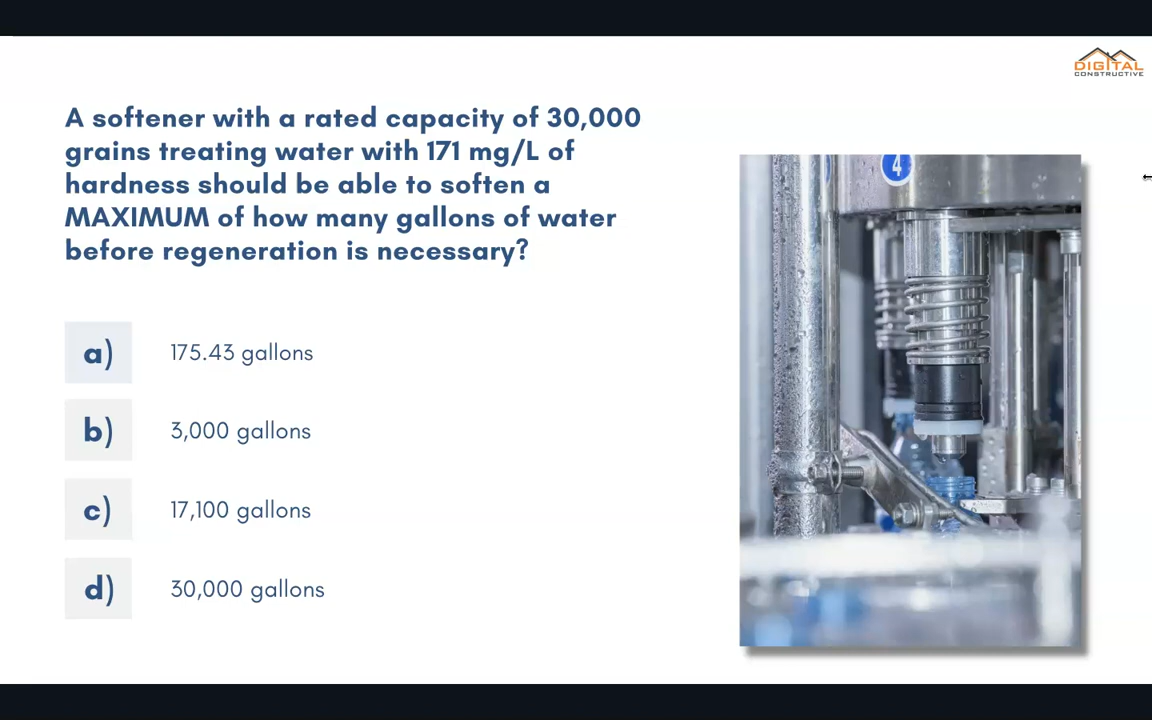 DIGITAL
CONSTRUCTIVE
A softener with a rated capacity of 30,000
grains treating water with 171 mg/L of
hardness should be able to soften a
MAXIMUM of how many gallons of water
before regeneration is necessary?
4
a) 175.43 gallons
b) 3,000 gallons
c) 17,100 gallons
d) 30,000 gallons